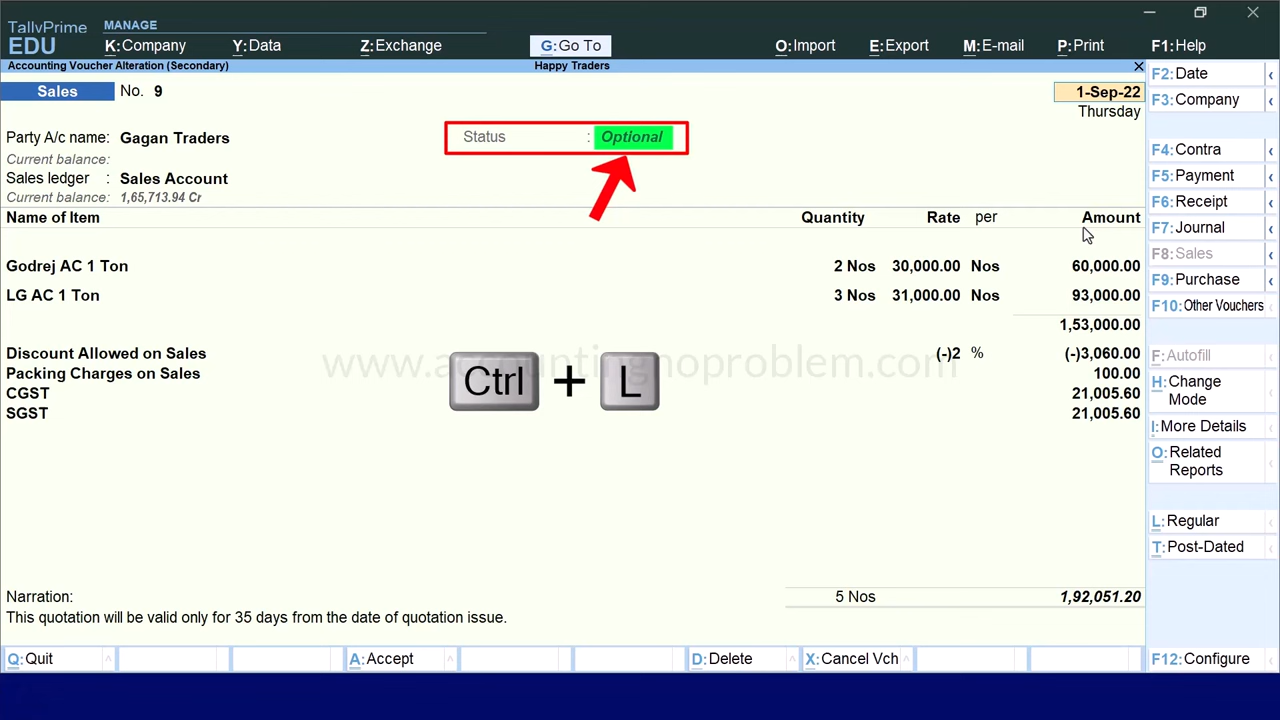 TallyPrime
EDU
MANAGE
K:Company
Y:Data
Z:Exchange
G:Go To
O:Import
E:Export
M:E-mail
P:Print
F1:Help
Accounting Voucher Alteration (Secondary)
Happy Traders
Sales No. 9
1-Sep-22
Thursday
Party A/c name: Gagan Traders
Status : Optional
Current balance:
Sales ledger : Sales Account
Current balance: 1,65,713.94 Cr
Name of Item Quantity Rate per Amount
Godrej AC 1 Ton 2 Nos 30,000.00 Nos 60,000.00
LG AC 1 Ton 3 Nos 31,000.00 Nos 93,000.00
1,53,000.00
Discount Allowed on Sales (-)2 % (-)3,060.00
Packing Charges on Sales 100.00
CGST 21,005.60
SGST 21,005.60
www.accountingnoproblem.com
Ctrl + L
Narration: 5 Nos 1,92,051.20
This quotation will be valid only for 35 days from the date of quotation issue.
F2:Date
F3:Company
F4:Contra
F5:Payment
F6:Receipt
F7:Journal
F8:Sales
F9:Purchase
F10:Other Vouchers
F:Autofill
H:Change
Mode
I:More Details
O:Related
Reports
L:Regular
T:Post-Dated
Q:Quit
A:Accept
D:Delete
X:Cancel Vch
F12:Configure